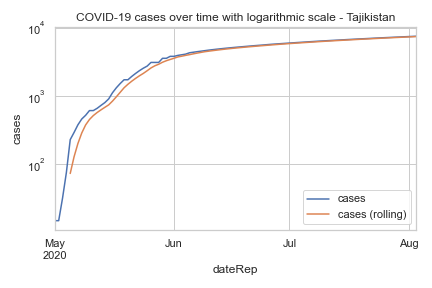 COVID-19 cases over time with logarithmic scale - Tajikistan
10^4
10^3
10^2
cases
cases
cases (rolling)
May Jun Jul Aug
2020
dateRep